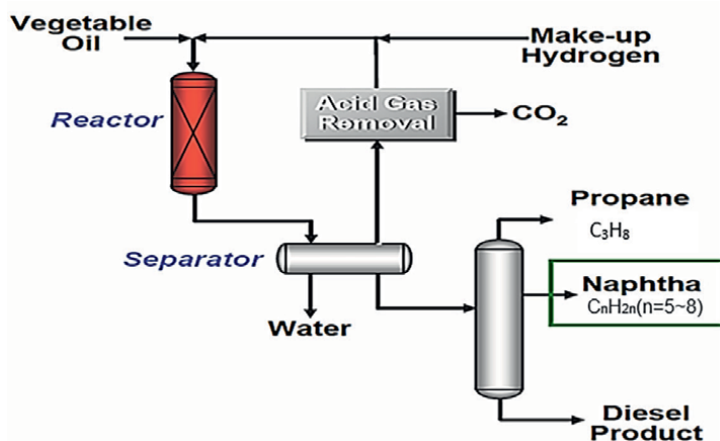 Vegetable
Oil
Make-up
Hydrogen
Reactor
Acid Gas
Removal
CO₂
Propane
C₃H₈
Separator
Naphtha
CnH₂n(n=5~8)
Water
Diesel
Product